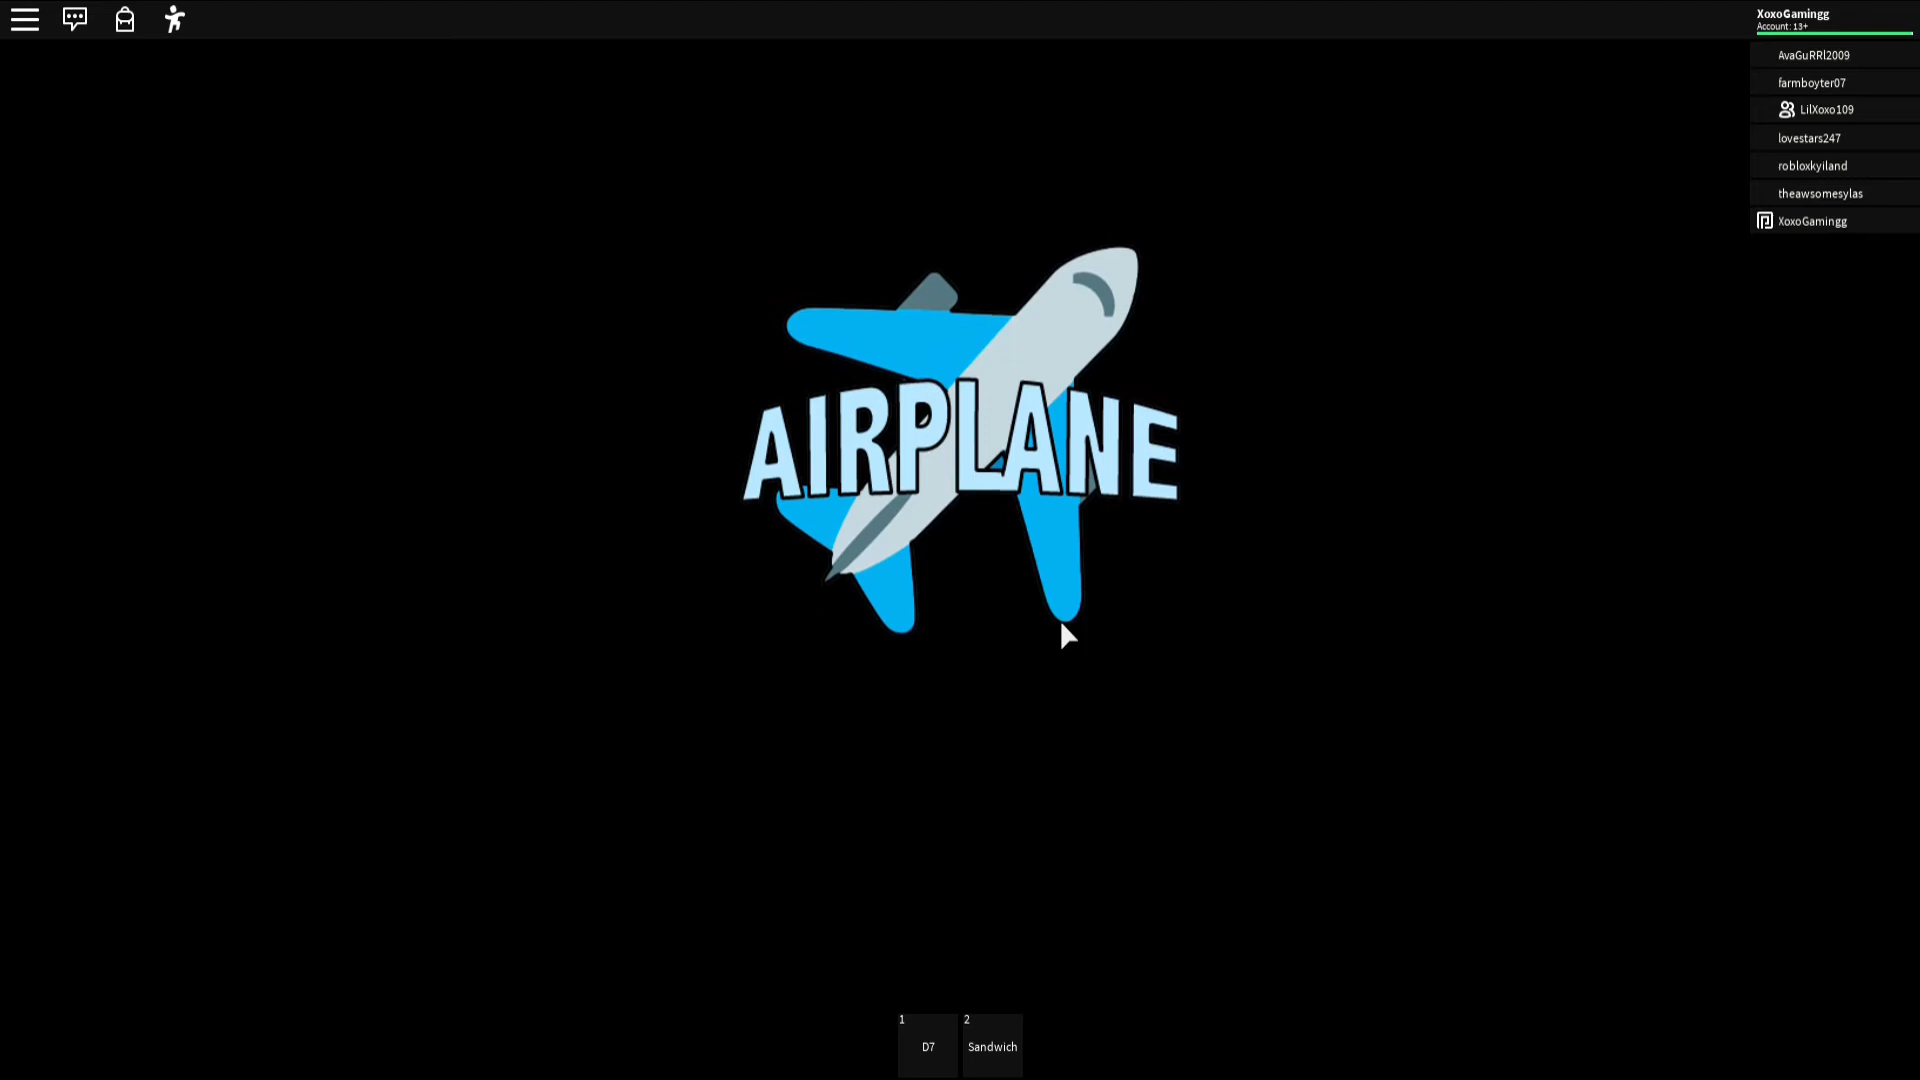 XoxoGamingg
Account: 13+
AvaGuRRl2009
farmboyter07
LilXoxo109
lovestars247
robloxkyiland
theawsomesylas
XoxoGamingg
AIRPLANE
1
2
D7
Sandwich